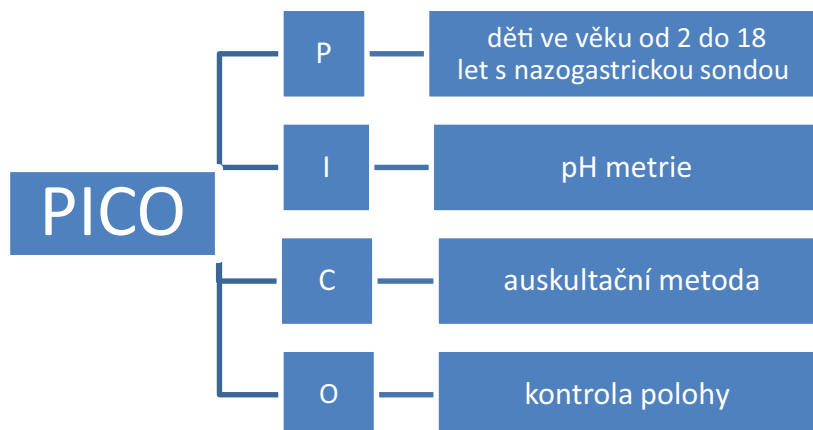 PICO
P
děti ve věku od 2 do 18
let s nazogastrickou sondou
I
pH metrie
C
auskultační metoda
O
kontrola polohy